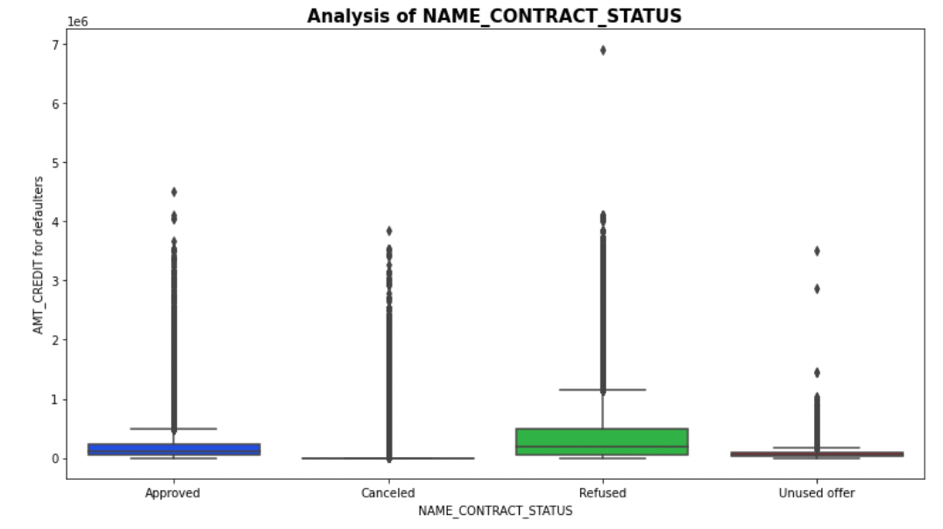 Analysis of NAME_CONTRACT_STATUS
1e6
7
6
5
4
3
2
1
0
AMT_CREDIT for defaulters
Approved Canceled Refused Unused offer
NAME_CONTRACT_STATUS